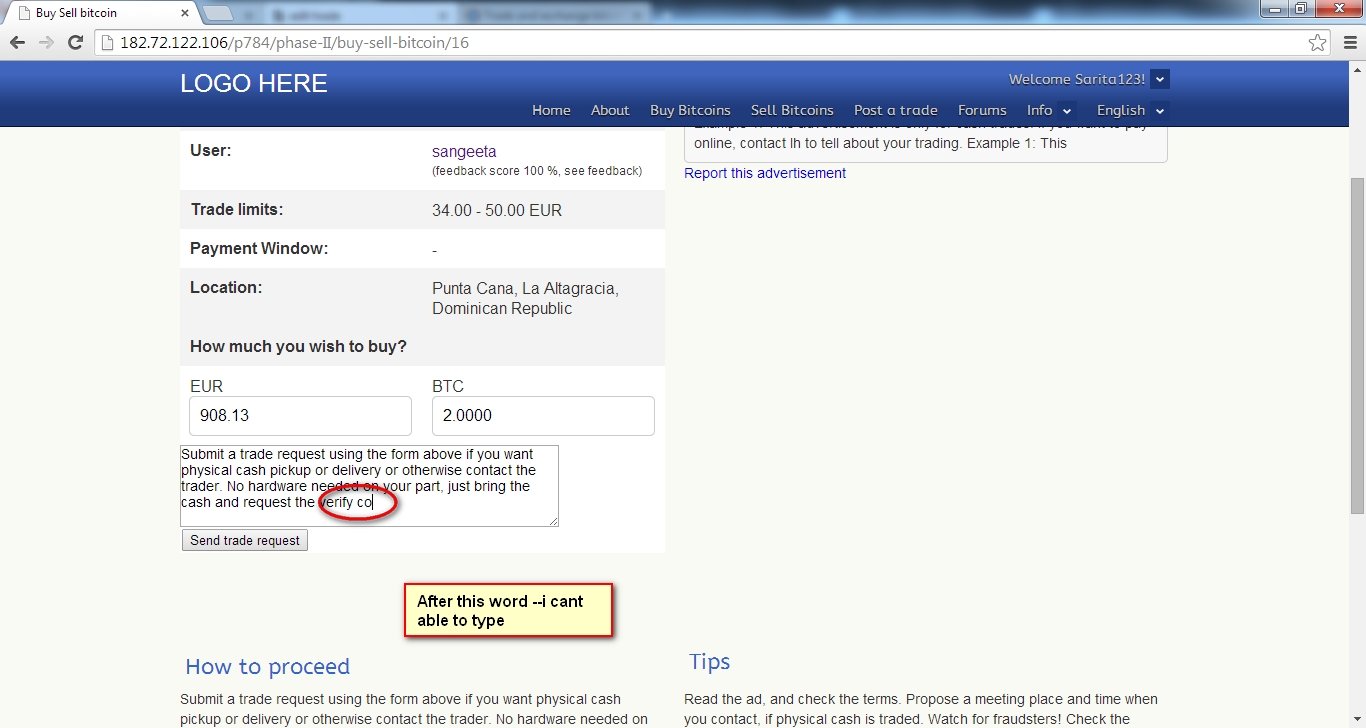 Buy Sell bitcoin
182.72.122.106/p784/phase-II/buy-sell-bitcoin/16
LOGO HERE
Welcome Sarita123!
Home About Buy Bitcoins Sell Bitcoins Post a trade Forums Info English
User:
sangeeta
(feedback score 100 %, see feedback)
Trade limits:
34.00 - 50.00 EUR
Payment Window:
-
Location:
Punta Cana, La Altagracia,
Dominican Republic
How much you wish to buy?
EUR
BTC
908.13
2.0000
Submit a trade request using the form above if you want
physical cash pickup or delivery or otherwise contact the
trader. No hardware needed on your part, just bring the
cash and request the verify co
Send trade request
online, contact lh to tell about your trading. Example 1: This
Report this advertisement
After this word --i cant
able to type
How to proceed
Submit a trade request using the form above if you want physical cash
pickup or delivery or otherwise contact the trader. No hardware needed on
Tips
Read the ad, and check the terms. Propose a meeting place and time when
you contact, if physical cash is traded. Watch for fraudsters! Check the